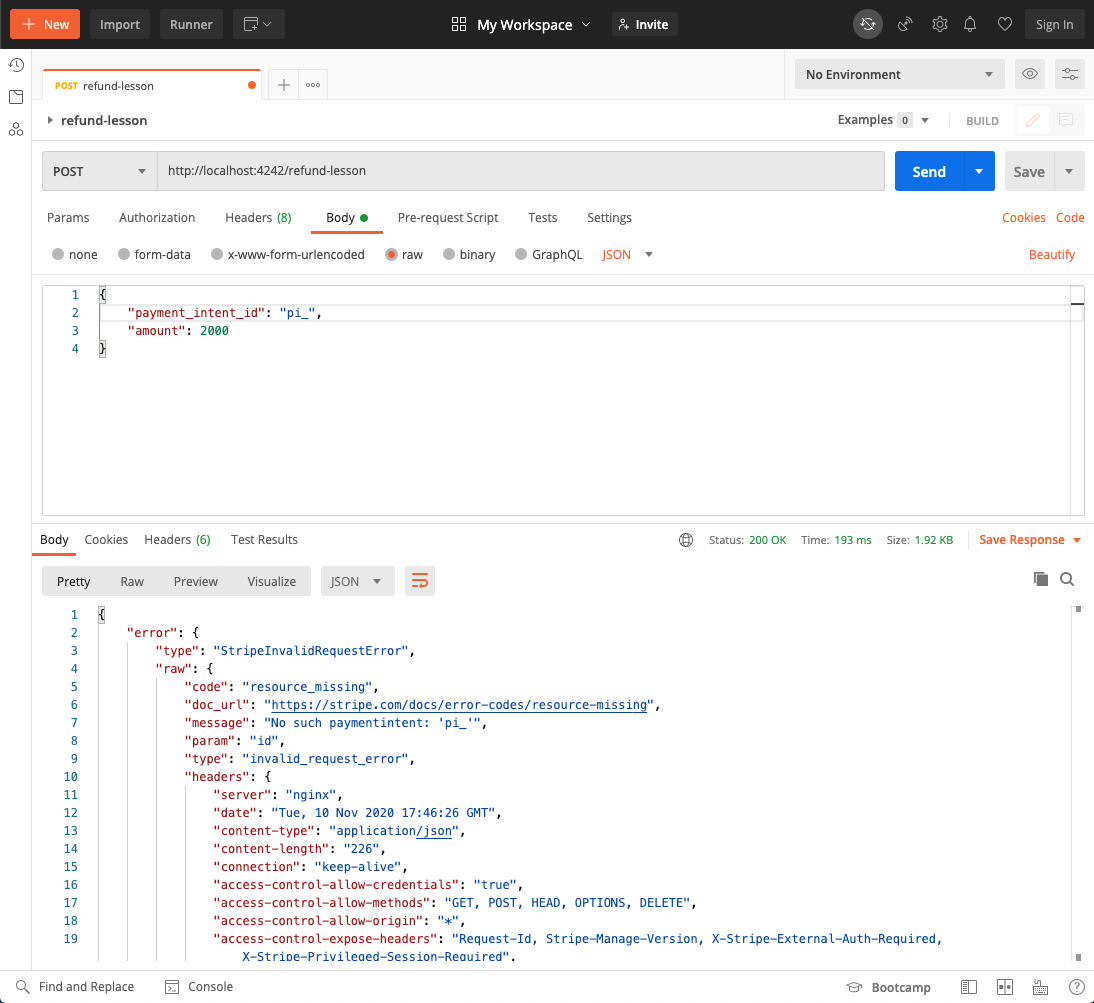 New Import Runner My Workspace Invite Sign In
POST refund-lesson No Environment
refund-lesson Examples 0 BUILD
POST http://localhost:4242/refund-lesson Send Save
Params Authorization Headers (8) Body Pre-request Script Tests Settings Cookies Code
none form-data x-www-form-urlencoded raw binary GraphQL JSON Beautify
1 {
2 "payment_intent_id": "pi_",
3 "amount": 2000
4 }
Body Cookies Headers (6) Test Results Status: 200 OK Time: 193 ms Size: 1.92 KB Save Response
Pretty Raw Preview Visualize JSON
1 {
2 "error": {
3 "type": "StripeInvalidRequestError",
4 "raw": {
5 "code": "resource_missing",
6 "doc_url": "https://stripe.com/docs/error-codes/resource-missing",
7 "message": "No such paymentintent: 'pi_'",
8 "param": "id",
9 "type": "invalid_request_error",
10 "headers": {
11 "server": "nginx",
12 "date": "Tue, 10 Nov 2020 17:46:26 GMT",
13 "content-type": "application/json",
14 "content-length": "226",
15 "connection": "keep-alive",
16 "access-control-allow-credentials": "true",
17 "access-control-allow-methods": "GET, POST, HEAD, OPTIONS, DELETE",
18 "access-control-allow-origin": "*",
19 "access-control-expose-headers": "Request-Id, Stripe-Manage-Version, X-Stripe-External-Auth-Required,
X-Stripe-Privileged-Session-Required",
Find and Replace Console Bootcamp